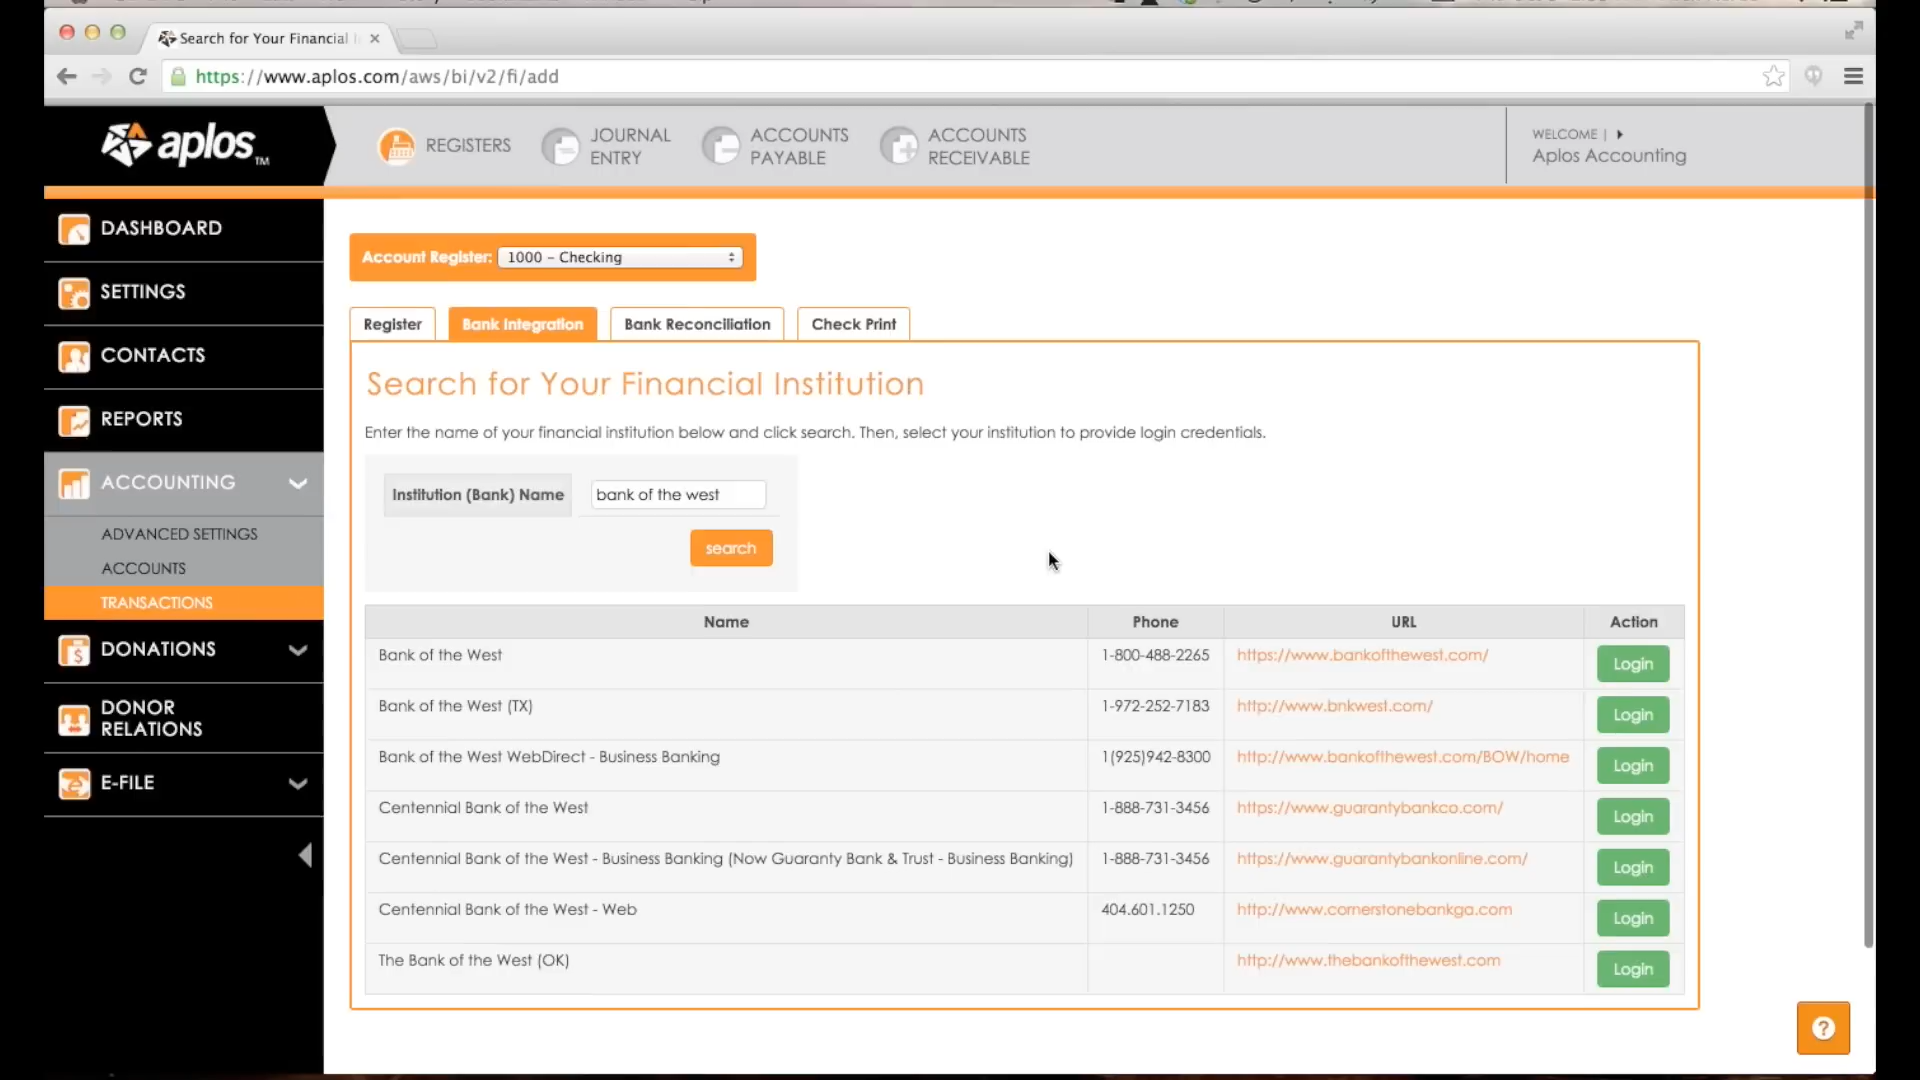 Search for Your Financial I
https://www.aplos.com/aws/bi/v2/fi/add
aplos™
REGISTERS
JOURNAL
ENTRY
ACCOUNTS
PAYABLE
ACCOUNTS
RECEIVABLE
WELCOME |
Aplos Accounting
DASHBOARD
SETTINGS
CONTACTS
REPORTS
ACCOUNTING
ADVANCED SETTINGS
ACCOUNTS
TRANSACTIONS
DONATIONS
DONOR
RELATIONS
E-FILE
Account Register: 1000 – Checking
Register Bank Integration Bank Reconciliation Check Print
Search for Your Financial Institution
Enter the name of your financial institution below and click search. Then, select your institution to provide login credentials.
Institution (Bank) Name bank of the west
search
Name Phone URL Action
Bank of the West 1-800-488-2265 https://www.bankofthewest.com/ Login
Bank of the West (TX) 1-972-252-7183 http://www.bnkwest.com/ Login
Bank of the West WebDirect - Business Banking 1(925)942-8300 http://www.bankofthewest.com/BOW/home Login
Centennial Bank of the West 1-888-731-3456 https://www.guarantybankco.com/ Login
Centennial Bank of the West - Business Banking (Now Guaranty Bank & Trust - Business Banking) 1-888-731-3456 https://www.guarantybankonline.com/ Login
Centennial Bank of the West - Web 404.601.1250 http://www.cornerstonebankga.com Login
The Bank of the West (OK) http://www.thebankofthewest.com Login
?